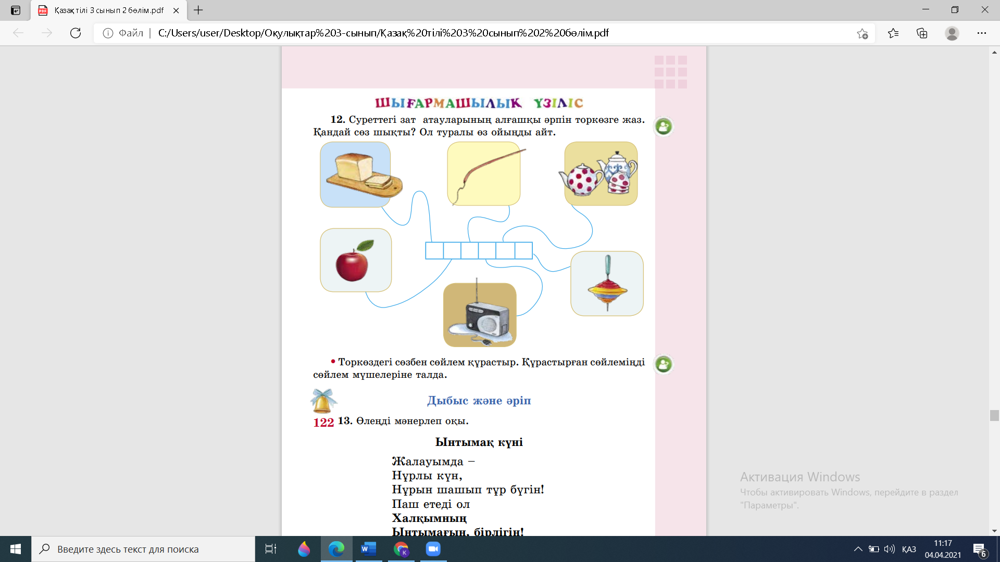 Қазақ тілі 3 сынып 2 бөлім.pdf
Файл
C:/Users/user/Desktop/Оқулықтар%203-сынып/Қазақ%20тілі%203%20сынып%202%20бөлім.pdf
ШЫҒАРМАШЫЛЫҚ ҮЗІЛІС
12. Суреттегі зат атауларының алғашқы әрпін торкөзге жаз.
Қандай сөз шықты? Ол туралы өз ойыңды айт.
• Торкөздегі сөзбен сөйлем құрастыр. Құрастырған сөйлеміңді
сөйлем мүшелеріне талда.
Дыбыс және әріп
122 13. Өлеңді мәнерлеп оқы.
Ынтымақ күні
Жалауымда –
Нұрлы күн,
Нұрын шашып тұр бүгін!
Паш етеді ол
Халқымның
Ынтымағын, бірлігін!
Активация Windows
Чтобы активировать Windows, перейдите в раздел
"Параметры".
Введите здесь текст для поиска
ҚАЗ
11:17
04.04.2021
6